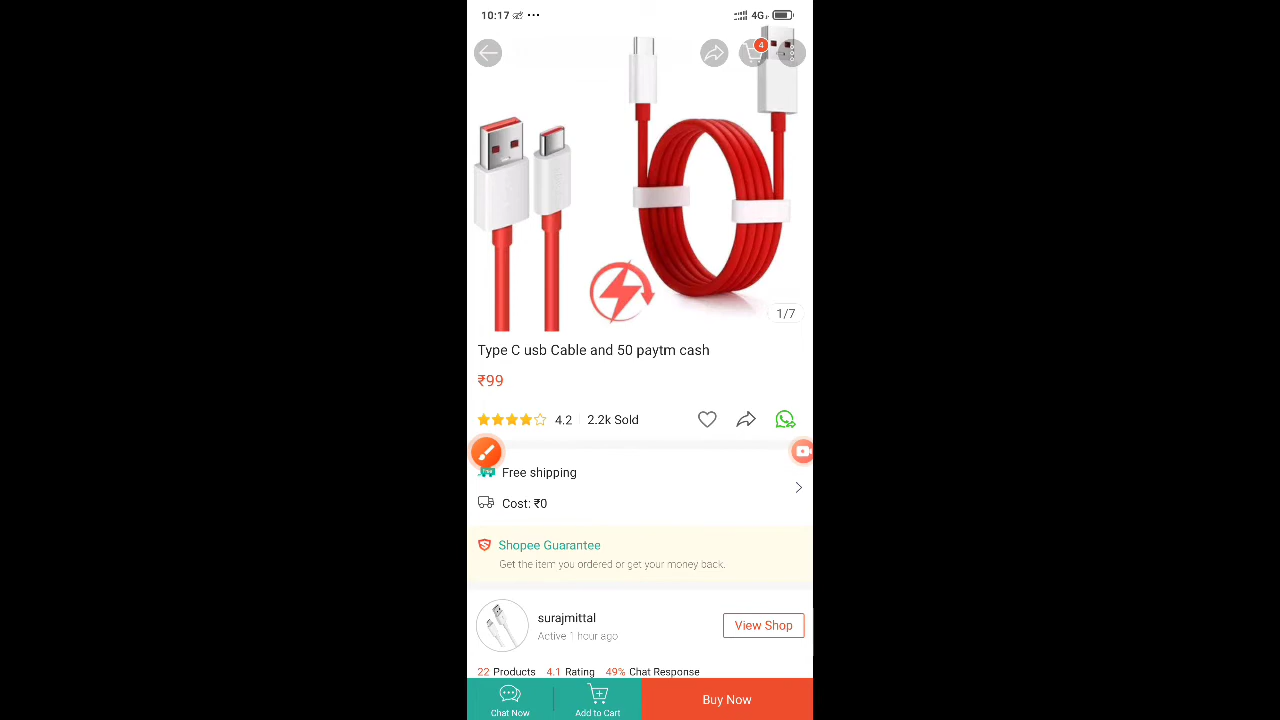 10:17
4G
4
1/7
Type C usb Cable and 50 paytm cash
₹99
4.2
2.2k Sold
Free shipping
Cost: ₹0
Shopee Guarantee
Get the item you ordered or get your money back.
surajmittal
View Shop
Active 1 hour ago
22 Products 4.1 Rating 49% Chat Response
Chat Now
Add to Cart
Buy Now